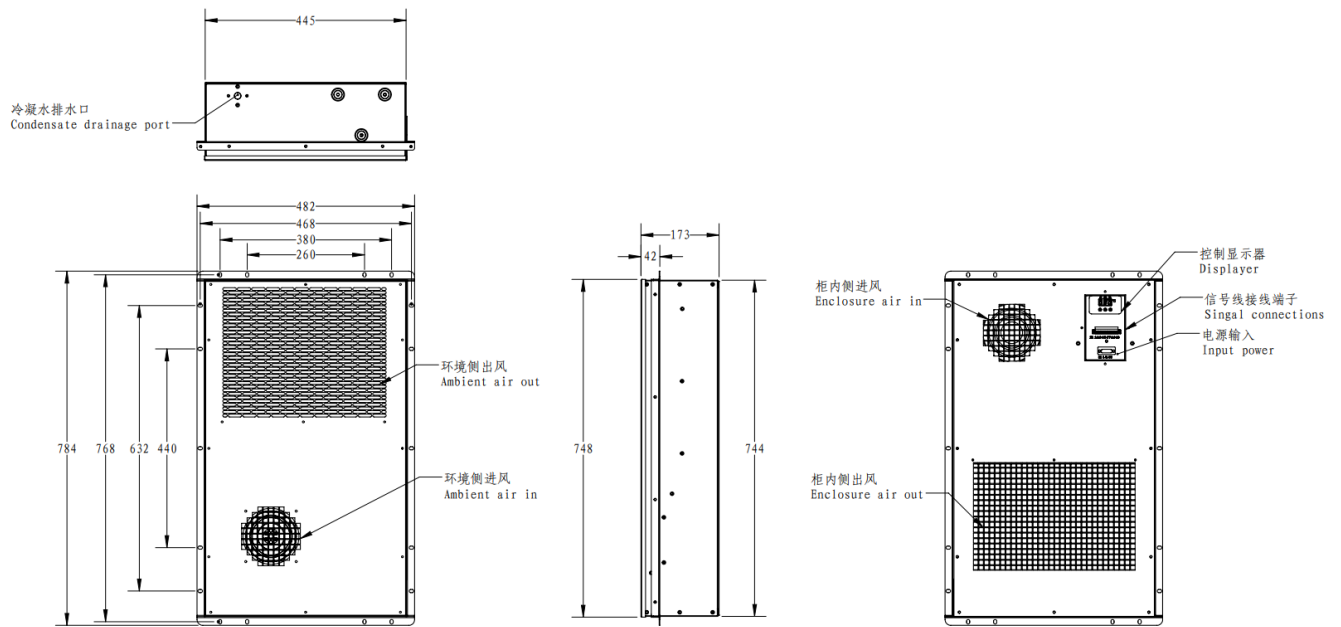 445
冷凝水排水口
Condensate drainage port
482
468
380
260
784
768
632
440
环境侧出风
Ambient air out
环境侧进风
Ambient air in
173
42
748
744
柜内侧进风
Enclosure air in
控制显示器
Displayer
信号线接线端子
Singal connections
电源输入
Input power
柜内侧出风
Enclosure air out